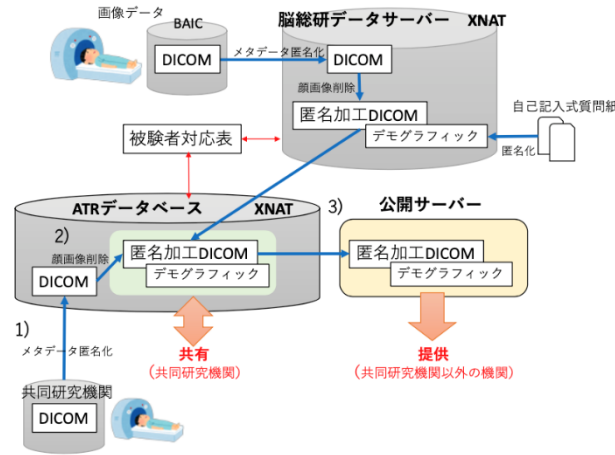 画像データ
BAIC
DICOM
メタデータ匿名化
脳総研データサーバー XNAT
DICOM
顔画像削除
匿名加工DICOM
デモグラフィック
自己記入式質問紙
匿名化
被験者対応表
ATRデータベース XNAT
2)
顔画像削除
匿名加工DICOM
デモグラフィック
DICOM
3)
公開サーバー
匿名加工DICOM
デモグラフィック
1)
メタデータ匿名化
共有
(共同研究機関)
提供
(共同研究機関以外の機関)
共同研究機関
DICOM